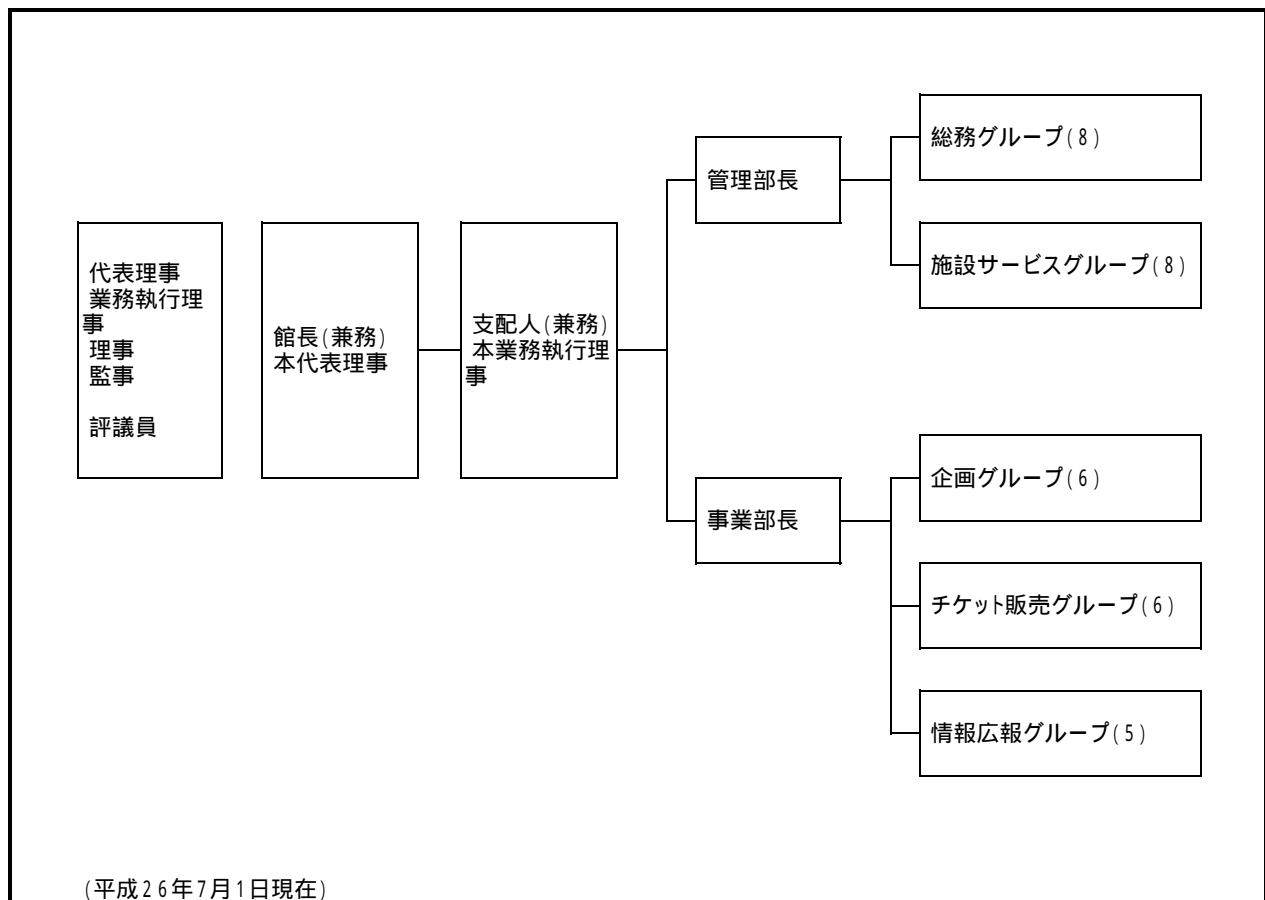 代表理事
業務執行理
事
理事
監事
評議員
館長(兼務)
本代表理事
支配人(兼務)
本業務執行理
事
管理部長
総務グループ(8)
施設サービスグループ(8)
事業部長
企画グループ(6)
チケット販売グループ(6)
情報広報グループ(5)
(平成26年7月1日現在)